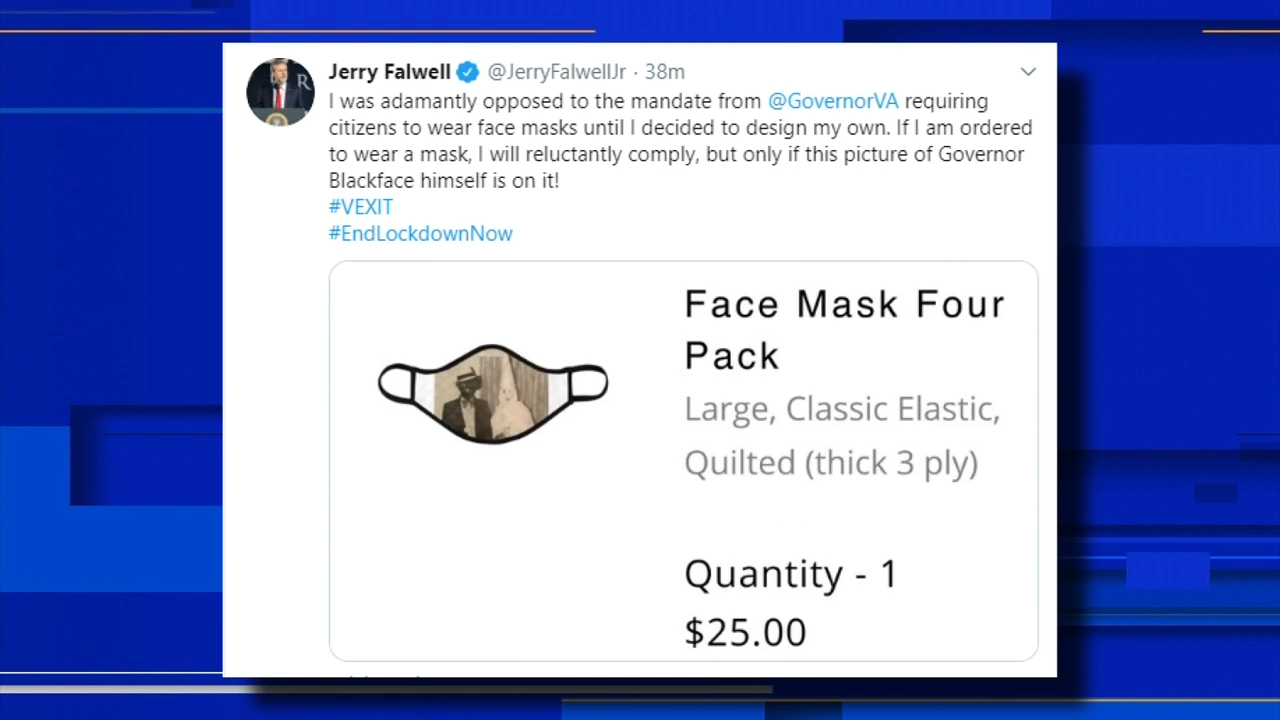 Jerry Falwell @JerryFalwellJr · 38m
I was adamantly opposed to the mandate from @GovernorVA requiring
citizens to wear face masks until I decided to design my own. If I am ordered
to wear a mask, I will reluctantly comply, but only if this picture of Governor
Blackface himself is on it!
#VEXIT
#EndLockdownNow
Face Mask Four
Pack
Large, Classic Elastic,
Quilted (thick 3 ply)
Quantity - 1
$25.00